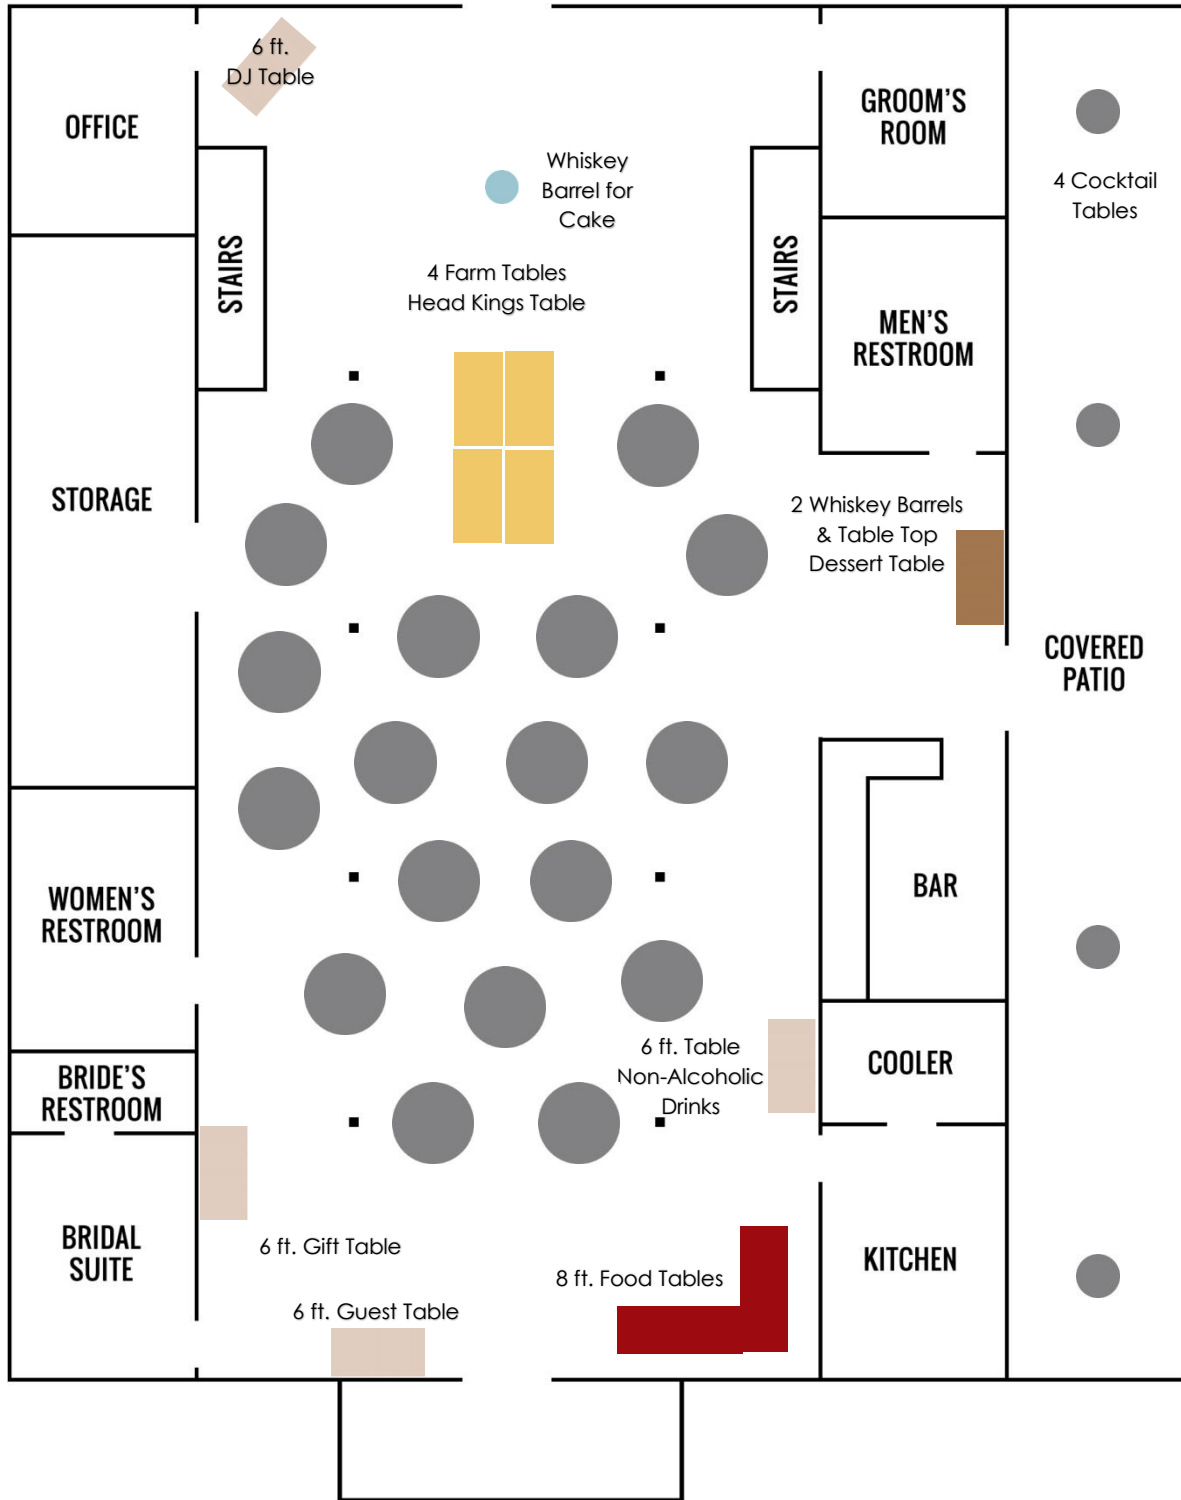 6 ft.
DJ Table
OFFICE
GROOM'S
ROOM
4 Cocktail
Tables
Whiskey
Barrel for
Cake
STAIRS
STAIRS
4 Farm Tables
Head Kings Table
MEN'S
RESTROOM
STORAGE
2 Whiskey Barrels
& Table Top
Dessert Table
COVERED
PATIO
WOMEN'S
RESTROOM
BAR
6 ft. Table
Non-Alcoholic
Drinks
COOLER
BRIDE'S
RESTROOM
BRIDAL
SUITE
6 ft. Gift Table
8 ft. Food Tables
KITCHEN
6 ft. Guest Table